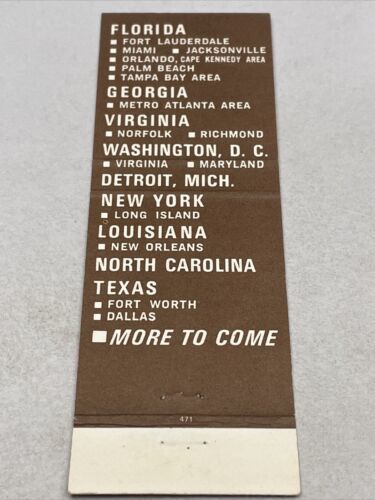 FLORIDA
■ FORT LAUDERDALE
■ MIAMI ■ JACKSONVILLE
■ ORLANDO, CAPE KENNEDY AREA
■ PALM BEACH
■ TAMPA BAY AREA
GEORGIA
■ METRO ATLANTA AREA
VIRGINIA
■ NORFOLK ■ RICHMOND
WASHINGTON, D. C.
■ VIRGINIA ■ MARYLAND
DETROIT, MICH.
NEW YORK
■ LONG ISLAND
LOUISIANA
■ NEW ORLEANS
NORTH CAROLINA
TEXAS
■ FORT WORTH
■ DALLAS
■ MORE TO COME
471